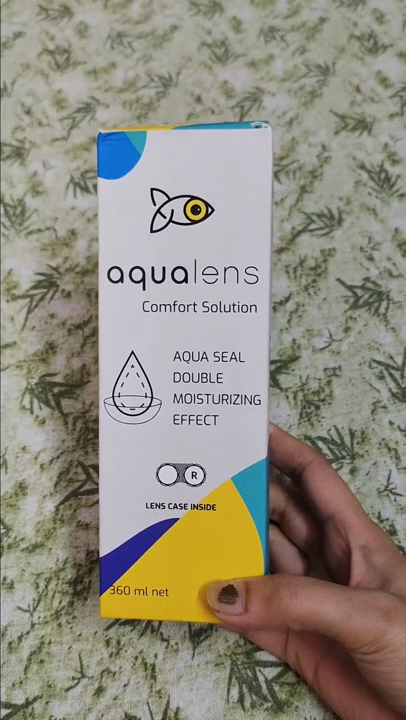 aqualens
Comfort Solution
AQUA SEAL
DOUBLE
MOISTURIZING
EFFECT
R
LENS CASE INSIDE
360 ml net